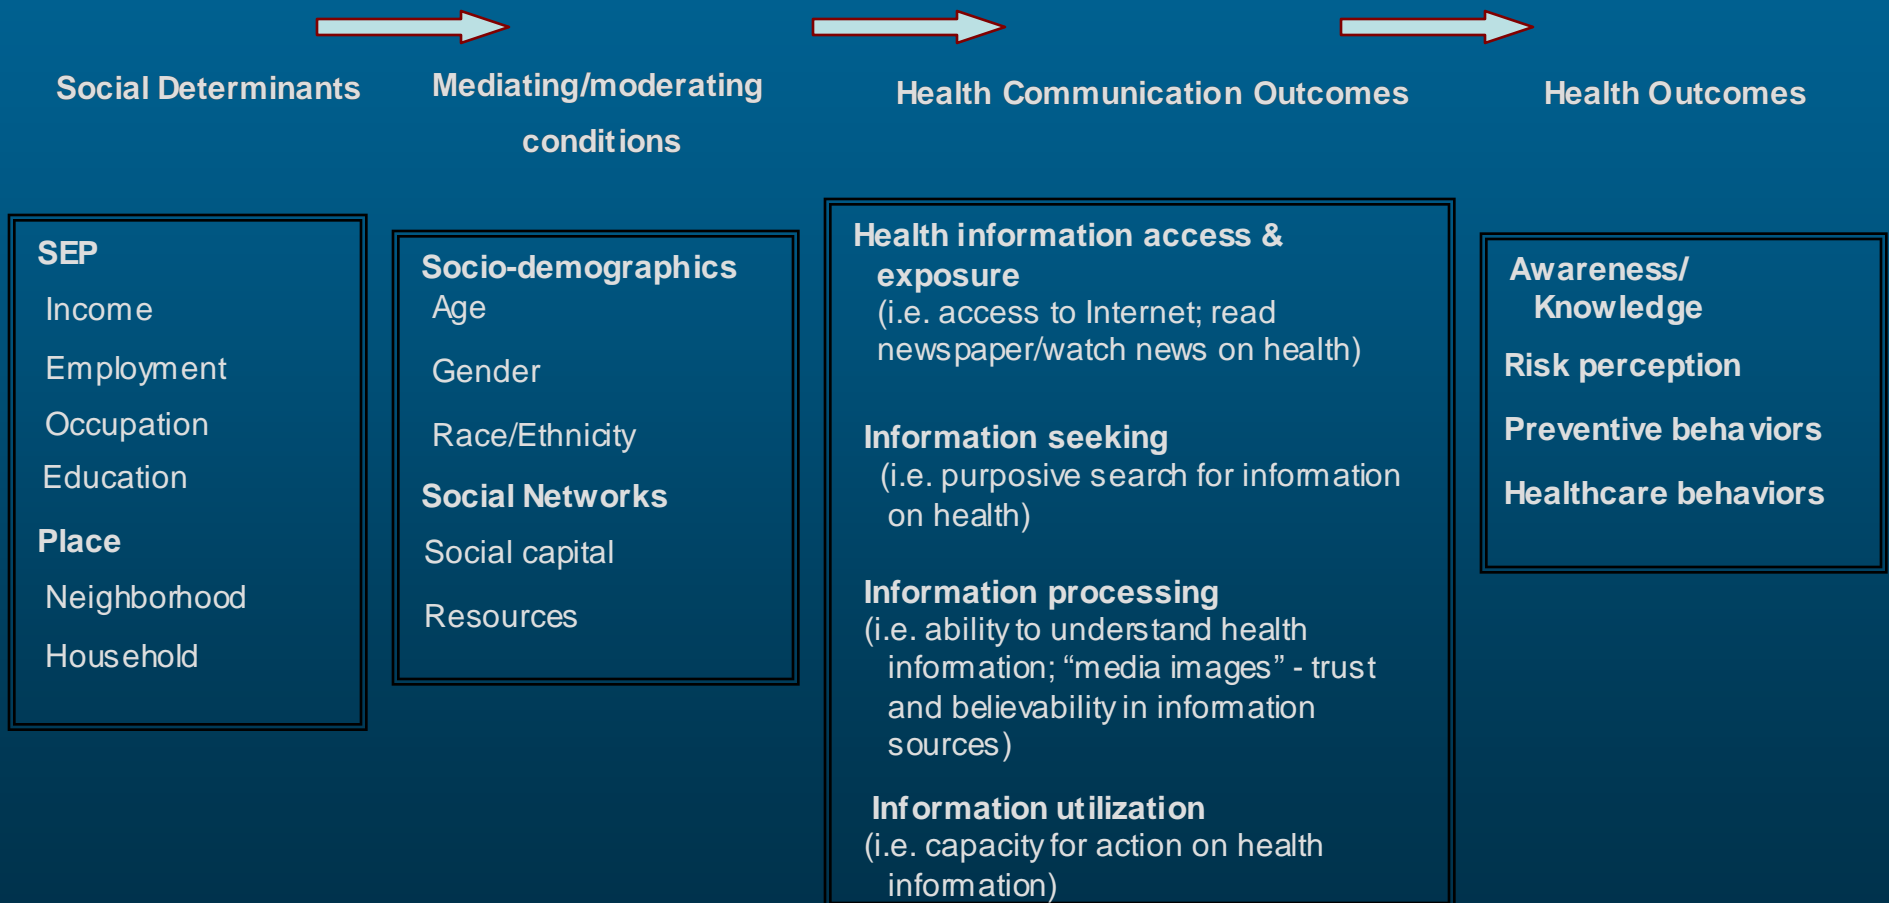 Social Determinants
Mediating/moderating
conditions
Health Communication Outcomes
Health Outcomes
SEP
Income
Employment
Occupation
Education
Place
Neighborhood
Household
Socio-demographics
Age
Gender
Race/Ethnicity
Social Networks
Social capital
Resources
Health information access &
exposure
(i.e. access to Internet; read
newspaper/watch news on health)
Information seeking
(i.e. purposive search for information
on health)
Information processing
(i.e. ability to understand health
information; “media images” - trust
and believability in information
sources)
Information utilization
(i.e. capacity for action on health
information)
Awareness/
Knowledge
Risk perception
Preventive behaviors
Healthcare behaviors